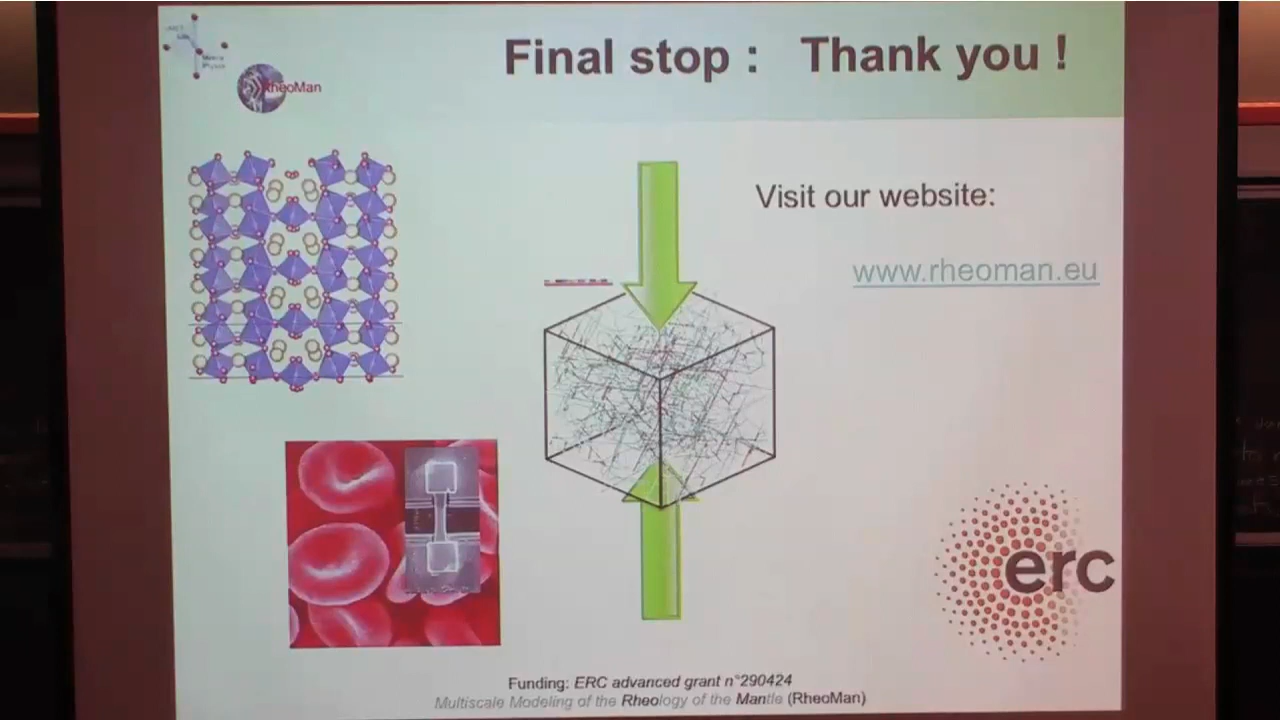 Final stop : Thank you !
RheoMan
Visit our website:
www.rheoman.eu
erc
Funding: ERC advanced grant n°290424
Multiscale Modeling of the Rheology of the Mantle (RheoMan)